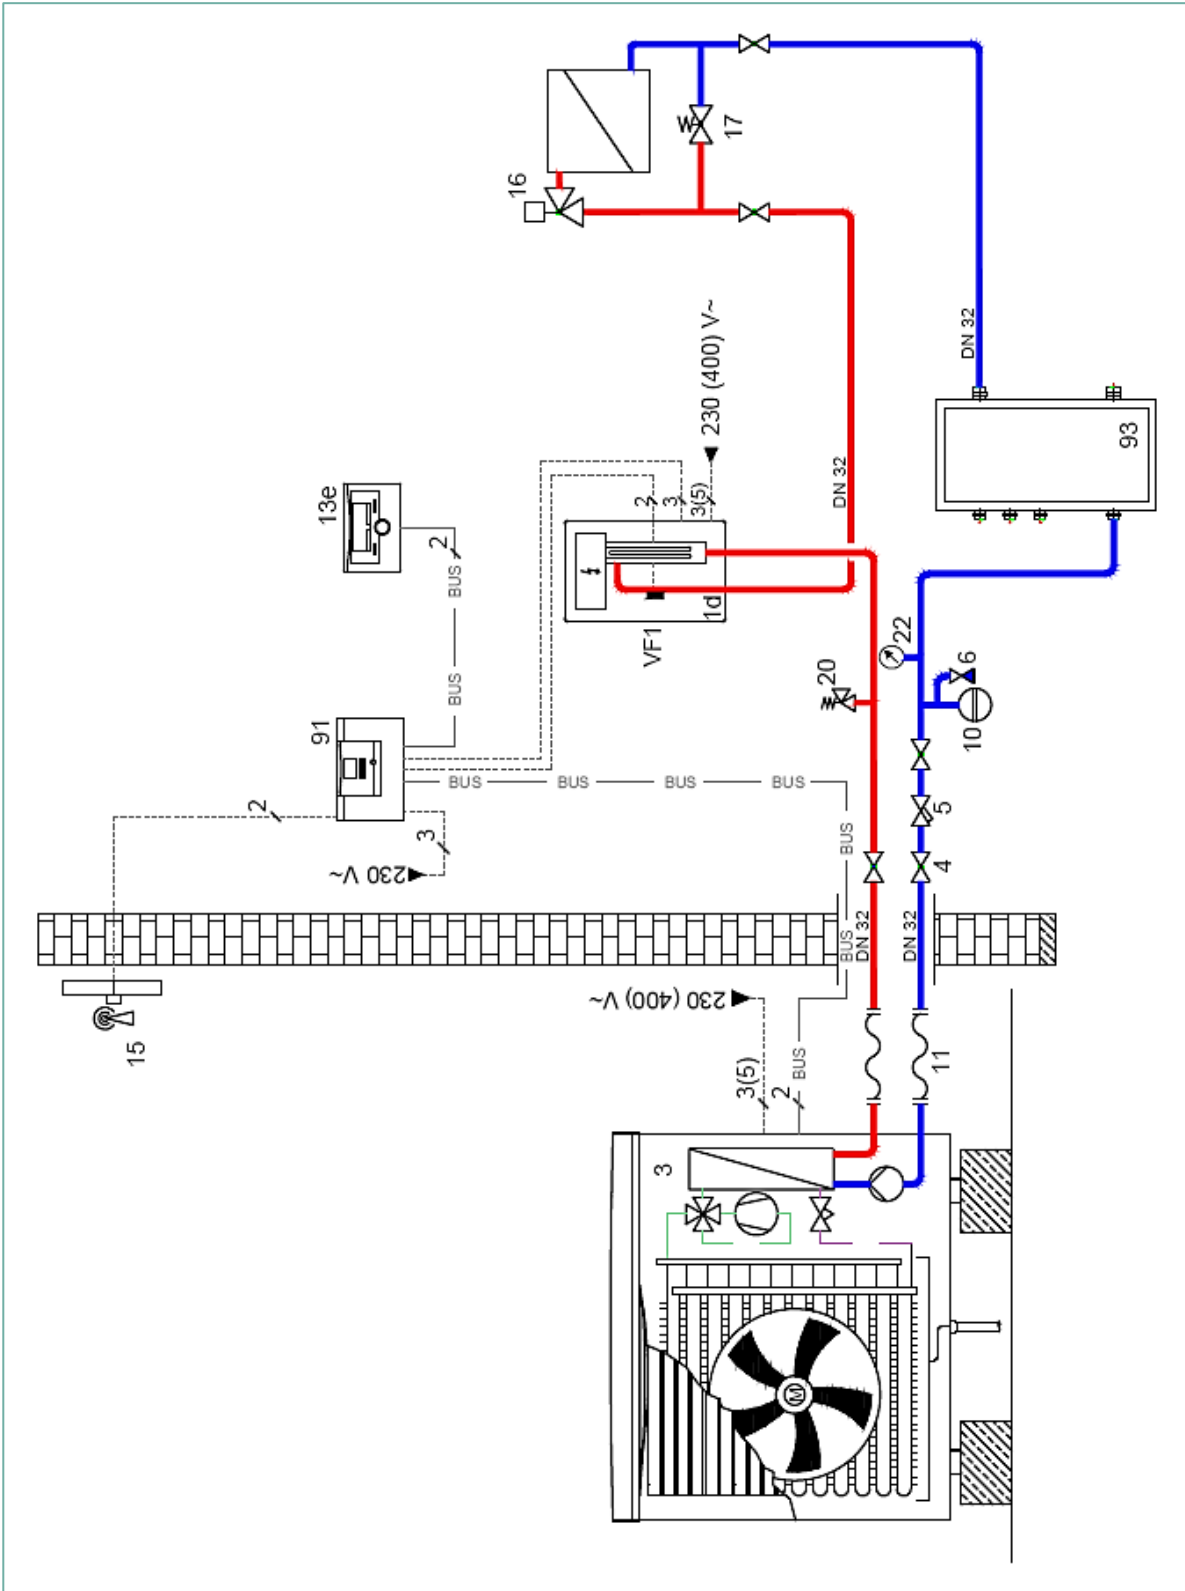 16
17
DN 32
13e
2
BUS
BUS
2
3
3(5)
230 (400) V~
DN 32
93
1d
VF1
91
20
22
6
10
2
BUS
BUS
BUS
BUS
3
230 V~
5
4
BUS
BUS
DN 32
DN 32
15
230 (400) V~
3(5)
2
BUS
11
3
M